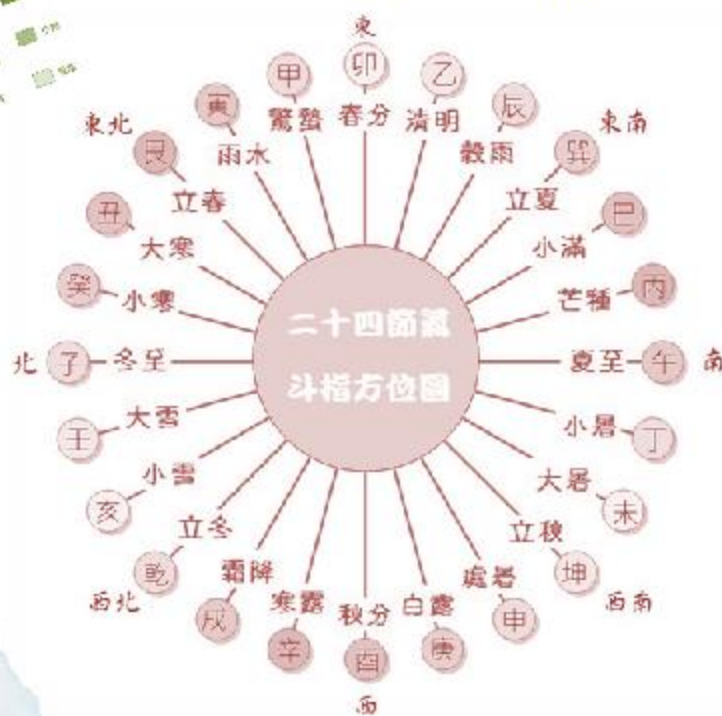 東
卯
春分
乙
清明
辰
穀雨
東南
巽
立夏
巳
小滿
丙
芒種
南
午
夏至
丁
小暑
未
大暑
西南
坤
立秋
申
處暑
庚
白露
西
酉
秋分
辛
寒露
戌
霜降
西北
乾
立冬
亥
小雪
壬
大雪
北
子
冬至
癸
小寒
丑
大寒
東北
艮
立春
寅
雨水
甲
驚蟄
二十四節氣
斗指方位圖